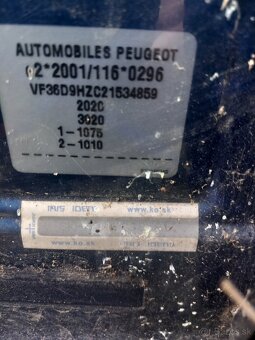 AUTOMOBILES PEUGEOT
e2*2001/116*0296
VF36D9HZC21534859
2020
3020
1-1075
2-1010
www.ko.sk
www.ko.sk